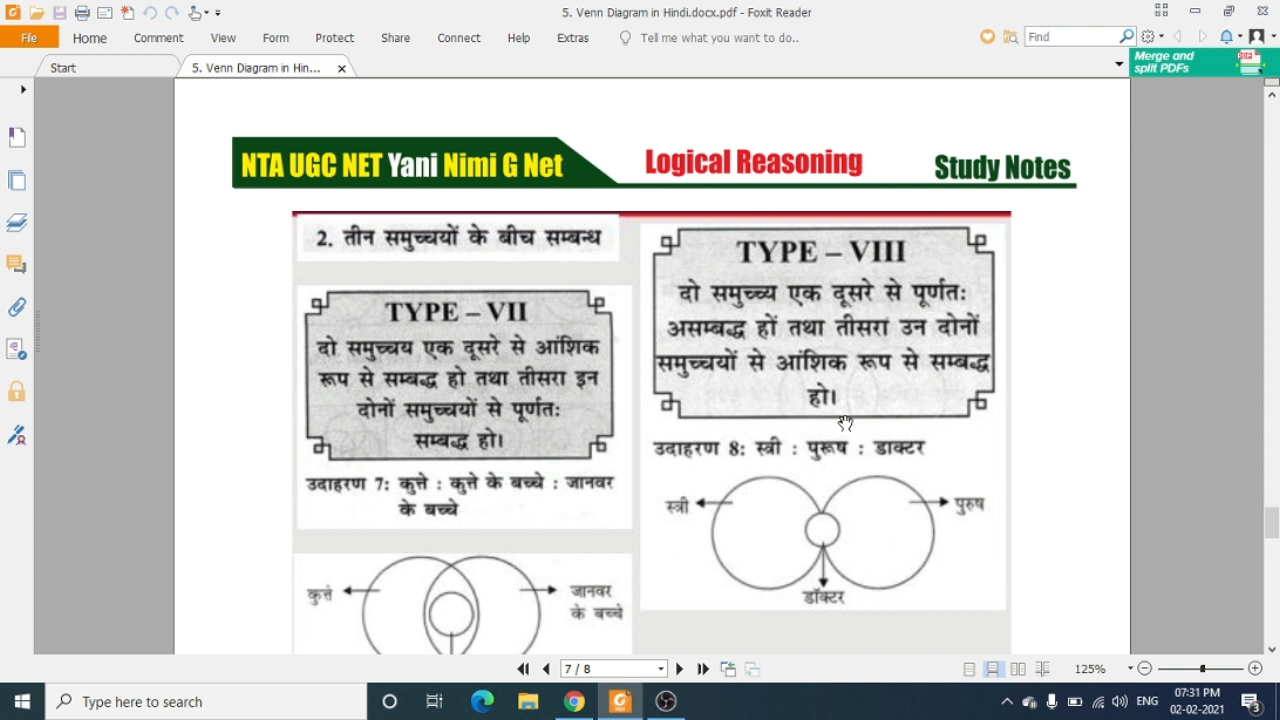 5. Venn Diagram in Hindi.docx.pdf - Foxit Reader
File Home Comment View Form Protect Share Connect Help Extras Tell me what you want to do.. Find
Start 5. Venn Diagram in Hin...
Merge and
split PDFs
NTA UGC NET Yani Nimi G Net Logical Reasoning Study Notes
2. तीन समुच्चयों के बीच सम्बन्ध
TYPE – VII
दो समुच्चय एक दूसरे से आंशिक
रूप से सम्बद्ध हो तथा तीसरा इन
दोनों समुच्चयों से पूर्णतः
सम्बद्ध हो।
उदाहरण 7: कुत्ते : कुत्ते के बच्चे : जानवर
के बच्चे
कुत्ते
जानवर
के बच्चे
TYPE – VIII
दो समुच्च्य एक दूसरे से पूर्णतः
असम्बद्ध हों तथा तीसरा उन दोनों
समुच्चयों से आंशिक रूप से सम्बद्ध
हो।
उदाहरण 8: स्त्री : पुरूष : डाक्टर
स्त्री
पुरुष
डॉक्टर
7 / 8 125%
Type here to search
ENG
07:31 PM
02-02-2021
3